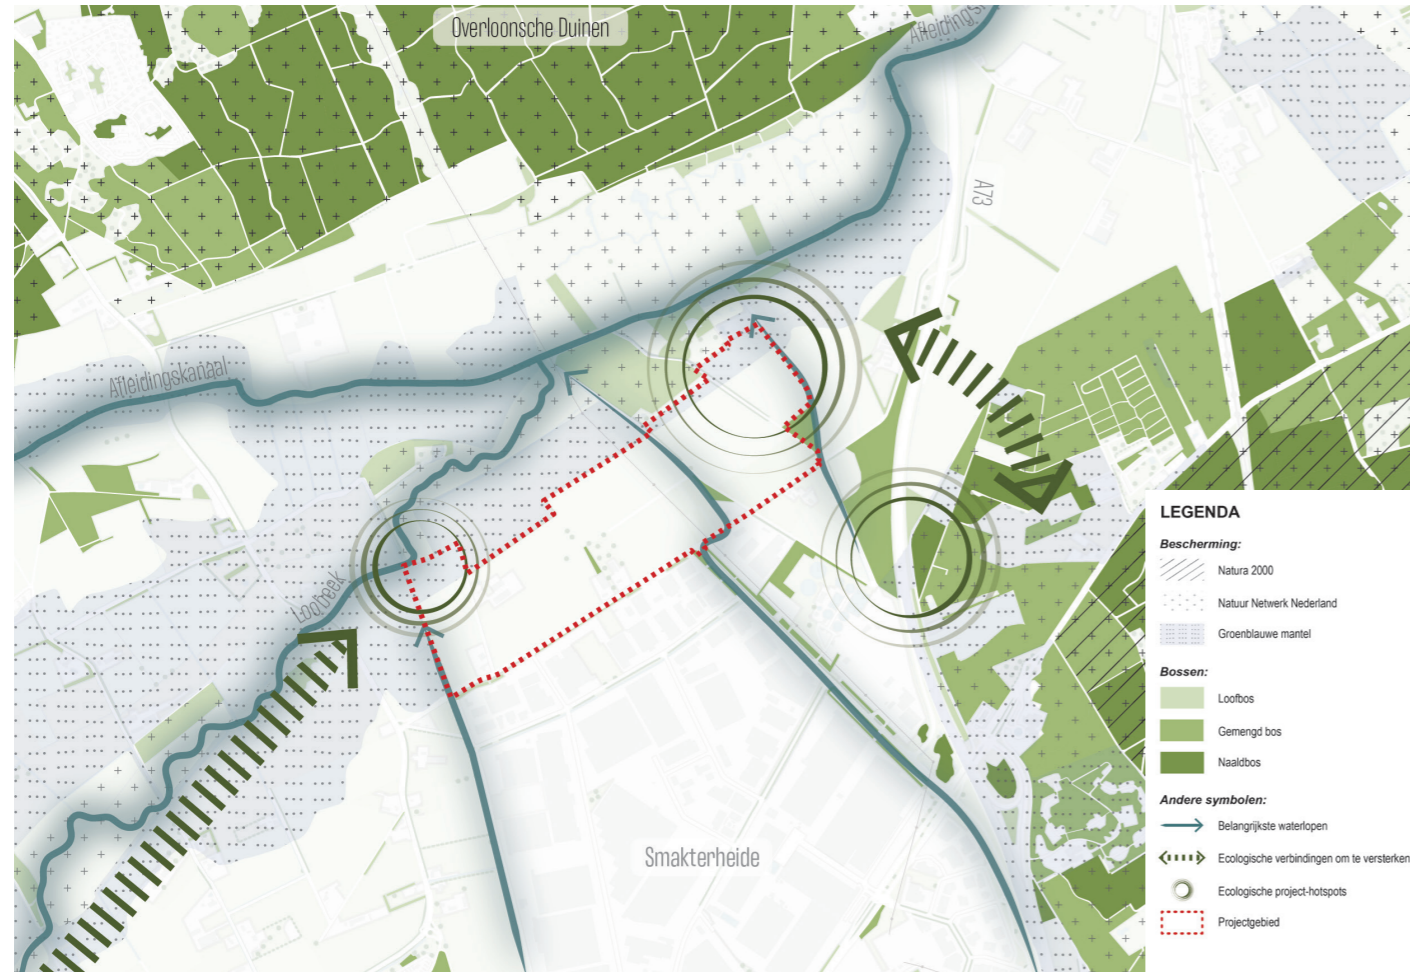 Overloonsche Duinen
Afleidings
A73
Afleidingskanaal
Loobeek
Smakterheide
LEGENDA
Bescherming:
Natura 2000
Natuur Netwerk Nederland
Groenblauwe mantel
Bossen:
Loofbos
Gemengd bos
Naaldbos
Andere symbolen:
Belangrijkste waterlopen
Ecologische verbindingen om te versterken
Ecologische project-hotspots
Projectgebied